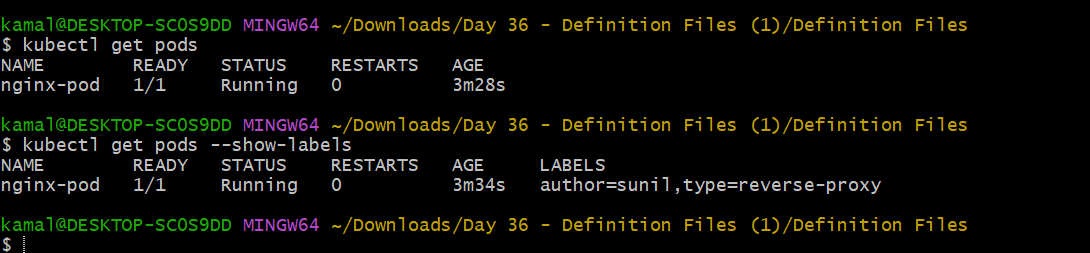 kamal@DESKTOP-SC0S9DD MINGW64 ~/Downloads/Day 36 - Definition Files (1)/Definition Files
$ kubectl get pods
NAME        READY   STATUS    RESTARTS   AGE
nginx-pod   1/1     Running   0          3m28s
kamal@DESKTOP-SC0S9DD MINGW64 ~/Downloads/Day 36 - Definition Files (1)/Definition Files
$ kubectl get pods --show-labels
NAME        READY   STATUS    RESTARTS   AGE     LABELS
nginx-pod   1/1     Running   0          3m34s   author=sunil,type=reverse-proxy
kamal@DESKTOP-SC0S9DD MINGW64 ~/Downloads/Day 36 - Definition Files (1)/Definition Files
$